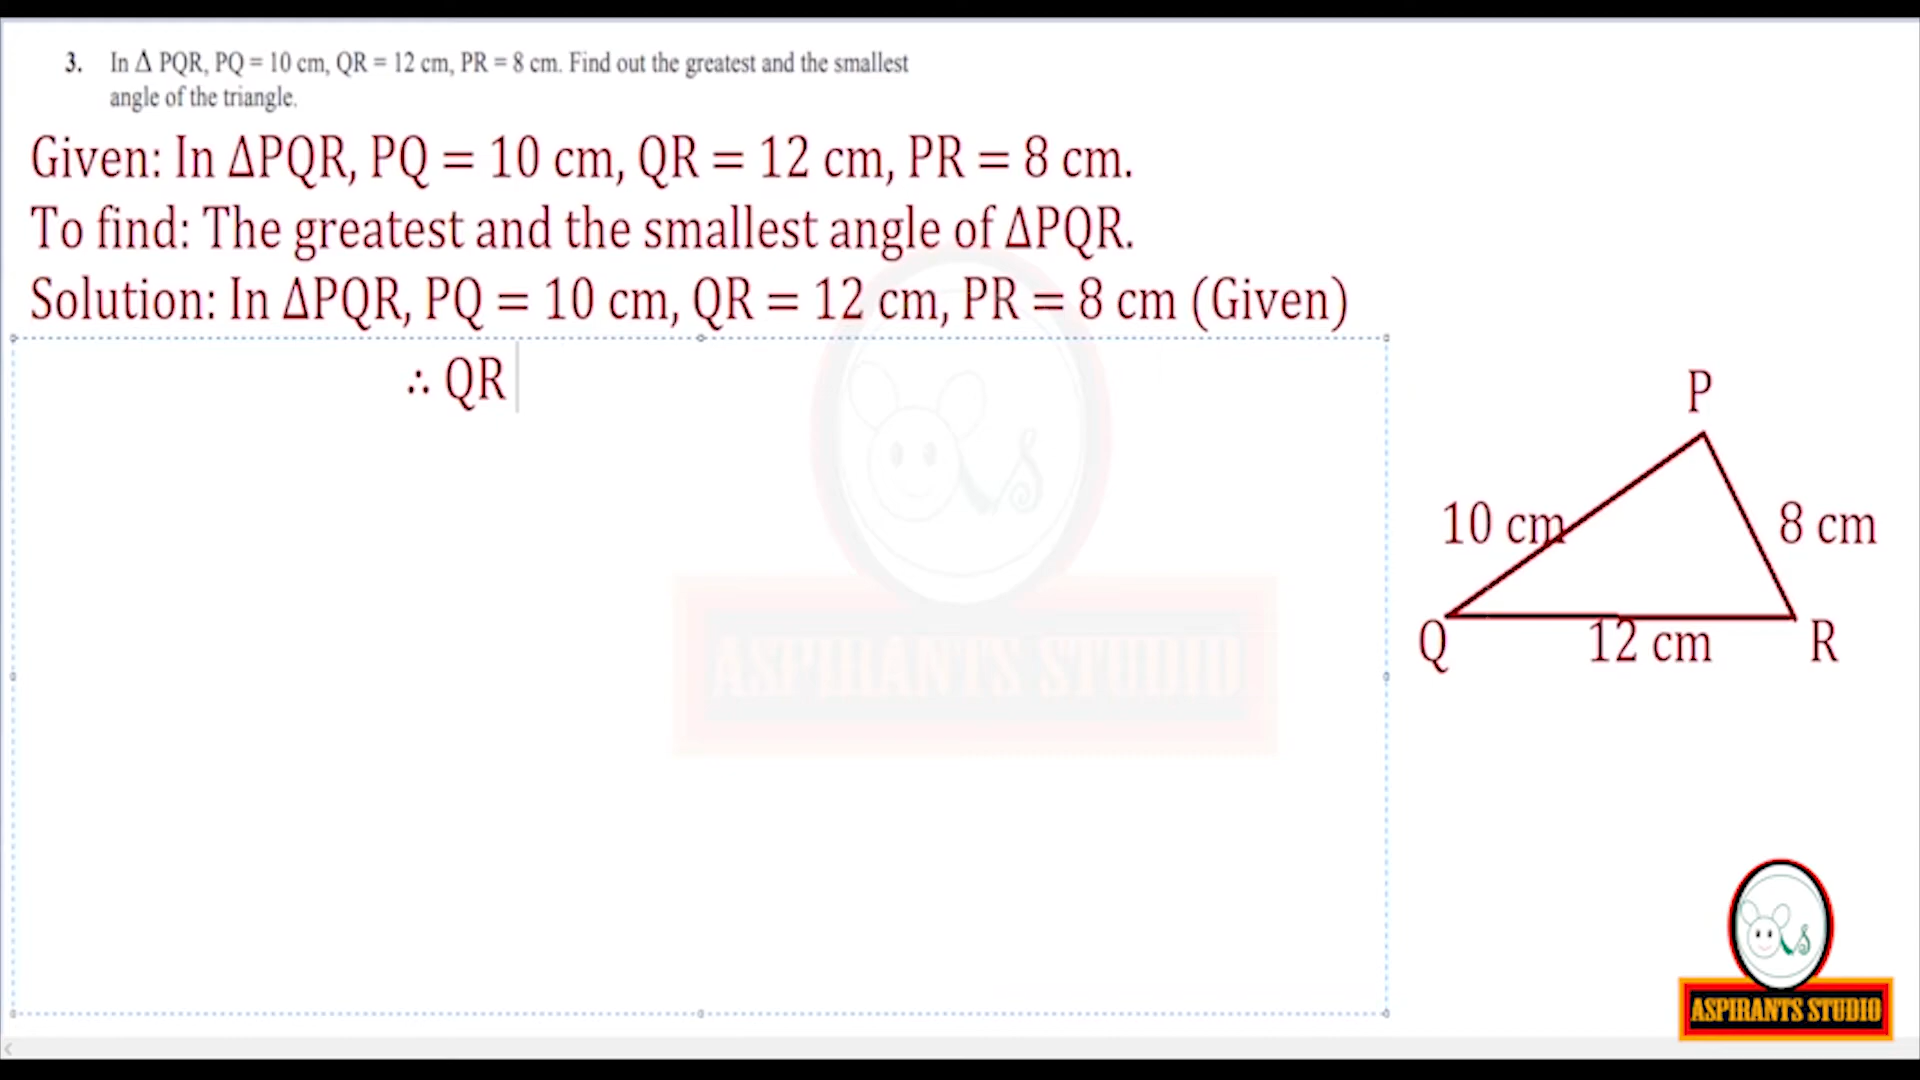 3. In Δ PQR, PQ = 10 cm, QR = 12 cm, PR = 8 cm. Find out the greatest and the smallest
angle of the triangle.
Given: In ΔPQR, PQ = 10 cm, QR = 12 cm, PR = 8 cm.
To find: The greatest and the smallest angle of ΔPQR.
Solution: In ΔPQR, PQ = 10 cm, QR = 12 cm, PR = 8 cm (Given)
∴ QR
P
10 cm
8 cm
Q
12 cm
R
ASPIRANTS STUDIO
ASPIRANTS STUDIO